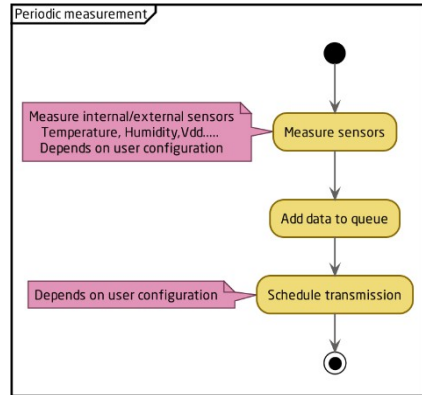 Periodic measurement
Measure internal/external sensors
Temperature, Humidity,Vdd.....
Depends on user configuration
Measure sensors
Add data to queue
Depends on user configuration
Schedule transmission